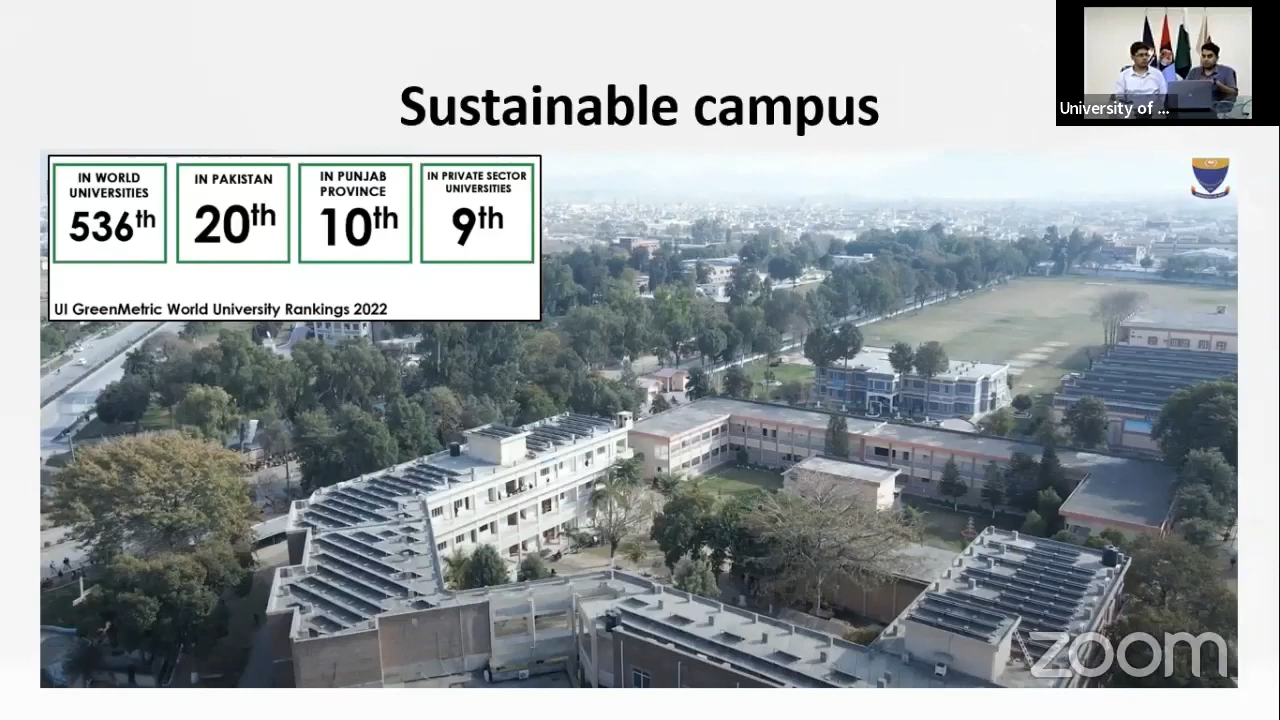 University of ...
Sustainable campus
IN WORLD
UNIVERSITIES
536th
IN PAKISTAN
20th
IN PUNJAB
PROVINCE
10th
IN PRIVATE SECTOR
UNIVERSITIES
9th
UI GreenMetric World University Rankings 2022
zoom